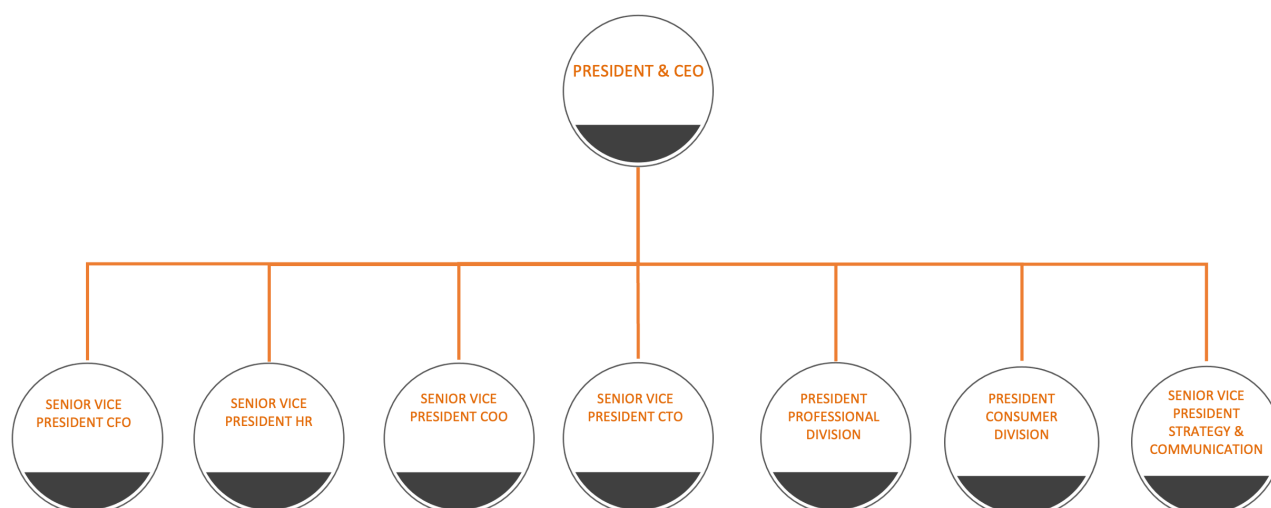 PRESIDENT & CEO
SENIOR VICE
PRESIDENT CFO
SENIOR VICE
PRESIDENT HR
SENIOR VICE
PRESIDENT COO
SENIOR VICE
PRESIDENT CTO
PRESIDENT
PROFESSIONAL
DIVISION
PRESIDENT
CONSUMER
DIVISION
SENIOR VICE
PRESIDENT
STRATEGY &
COMMUNICATION